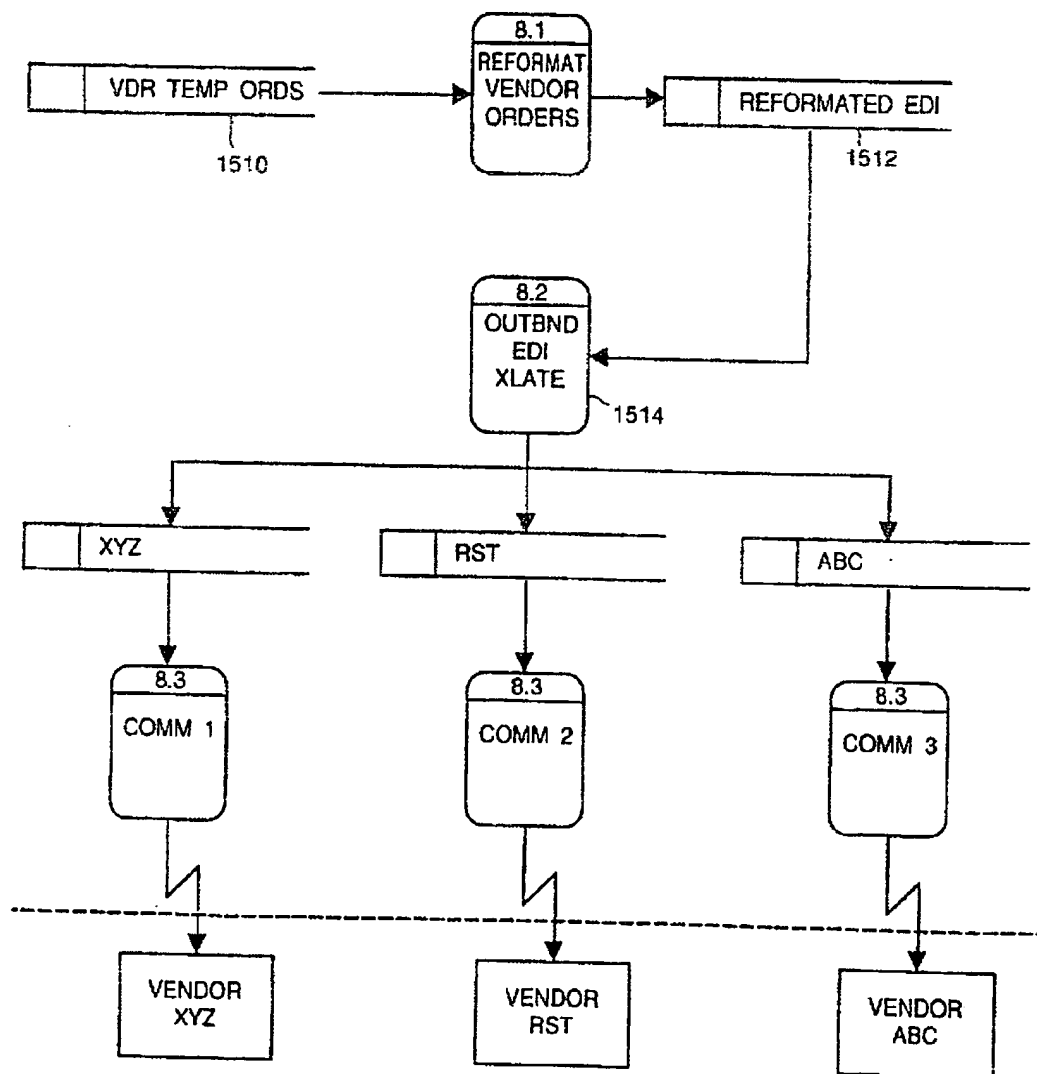 8.1
REFORMAT
VENDOR
ORDERS
VDR TEMP ORDS
REFORMATED EDI
1510
1512
8.2
OUTBND
EDI
XLATE
1514
XYZ
RST
ABC
8.3
COMM 1
8.3
COMM 2
8.3
COMM 3
VENDOR
XYZ
VENDOR
RST
VENDOR
ABC